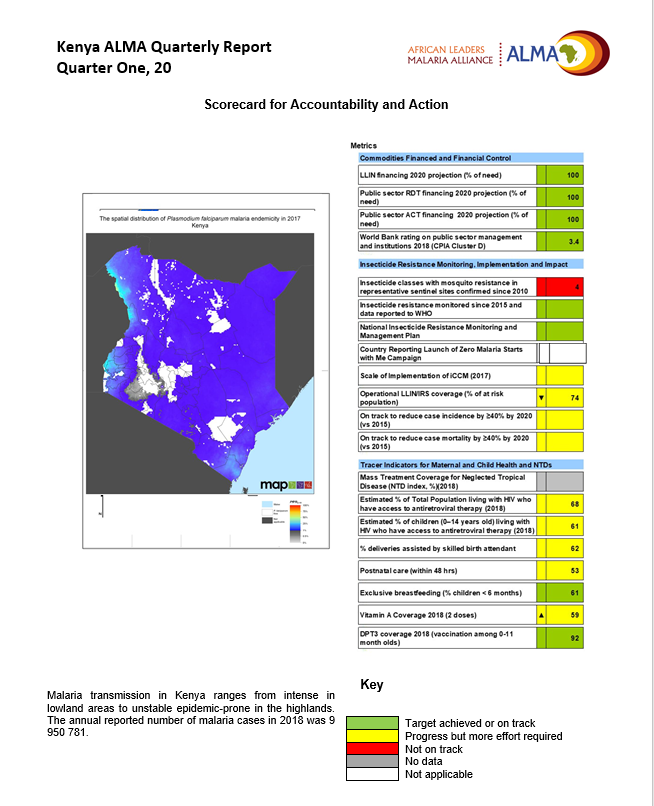 Kenya ALMA Quarterly Report
Quarter One, 20
AFRICAN LEADERS
MALARIA ALLIANCE
ALMA
Scorecard for Accountability and Action
The spatial distribution of Plasmodium falciparum malaria endemicity in 2017
Kenya
map
Metrics
Commodities Financed and Financial Control
LLIN financing 2020 projection (% of need) 100
Public sector RDT financing 2020 projection (% of
need) 100
Public sector ACT financing 2020 projection (% of
need) 100
World Bank rating on public sector management
and institutions 2018 (CPIA Cluster D) 3.4
Insecticide Resistance Monitoring, Implementation and Impact
Insecticide classes with mosquito resistance in
representative sentinel sites confirmed since 2010 4
Insecticide resistance monitored since 2015 and
data reported to WHO
National Insecticide Resistance Monitoring and
Management Plan
Country Reporting Launch of Zero Malaria Starts
with Me Campaign
Scale of Implementation of iCCM (2017)
Operational LLIN/IRS coverage (% of at risk
population) ▼ 74
On track to reduce case incidence by ≥40% by 2020
(vs 2015)
On track to reduce case mortality by ≥40% by 2020
(vs 2015)
Tracer Indicators for Maternal and Child Health and NTDs
Mass Treatment Coverage for Neglected Tropical
Disease (NTD index, %)(2018)
Estimated % of Total Population living with HIV who
have access to antiretroviral therapy (2018) 68
Estimated % of children (0–14 years old) living with
HIV who have access to antiretroviral therapy (2018) 61
% deliveries assisted by skilled birth attendant 62
Postnatal care (within 48 hrs) 53
Exclusive breastfeeding (% children < 6 months) 61
Vitamin A Coverage 2018 (2 doses) ▲ 59
DPT3 coverage 2018 (vaccination among 0-11
month olds) 92
Malaria transmission in Kenya ranges from intense in
lowland areas to unstable epidemic-prone in the highlands.
The annual reported number of malaria cases in 2018 was 9
950 781.
Key
Target achieved or on track
Progress but more effort required
Not on track
No data
Not applicable